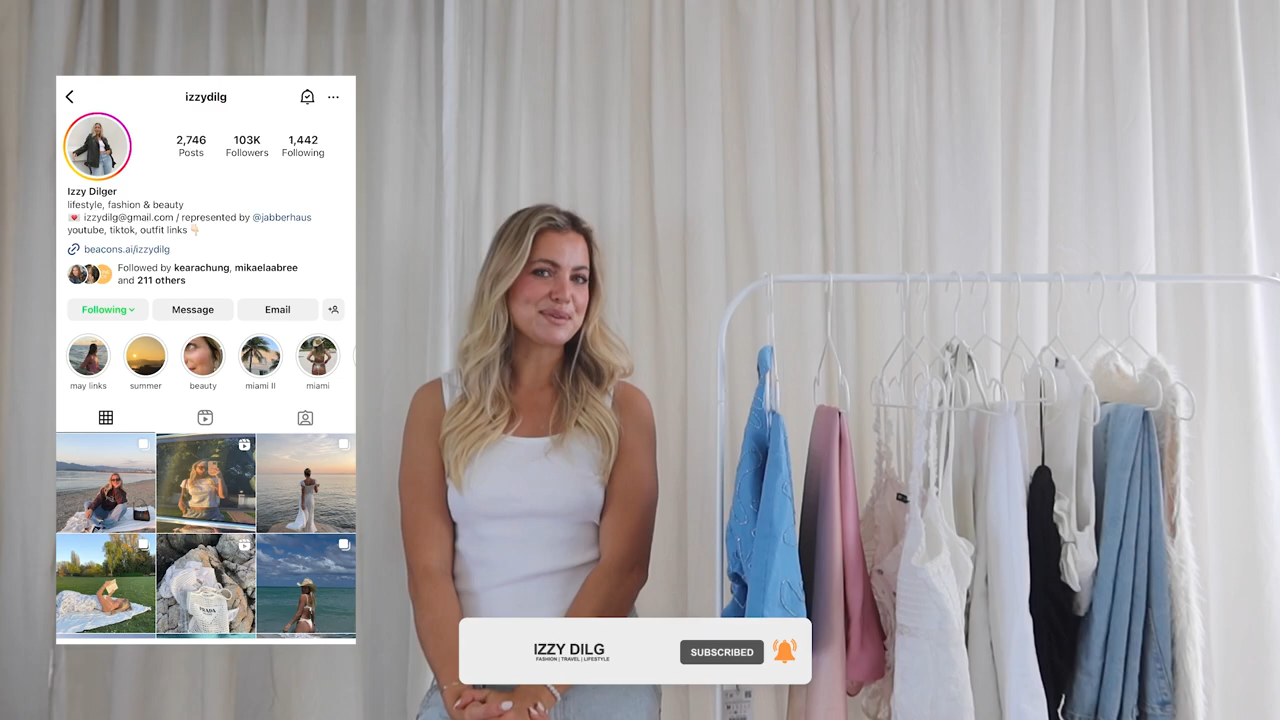 izzydilg
2,746 103K 1,442
Posts Followers Following
Izzy Dilger
lifestyle, fashion & beauty
💌 izzydilg@gmail.com / represented by @jabberhaus
youtube, tiktok, outfit links 👇🏻
beacons.ai/izzydilg
Followed by kearachung, mikaelaabree
and 211 others
Following Message Email
may links summer beauty miami II miami
PRADA
IZZY DILG
FASHION | TRAVEL | LIFESTYLE
SUBSCRIBED